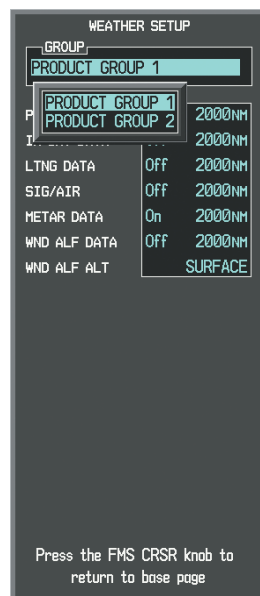 WEATHER SETUP
GROUP
PRODUCT GROUP 1
PRODUCT GROUP 1
PRODUCT GROUP 2
P 2000NM
2000NM
LTNG DATA Off 2000NM
SIG/AIR Off 2000NM
METAR DATA On 2000NM
WND ALF DATA Off 2000NM
WND ALF ALT SURFACE
Press the FMS CRSR knob to
return to base page